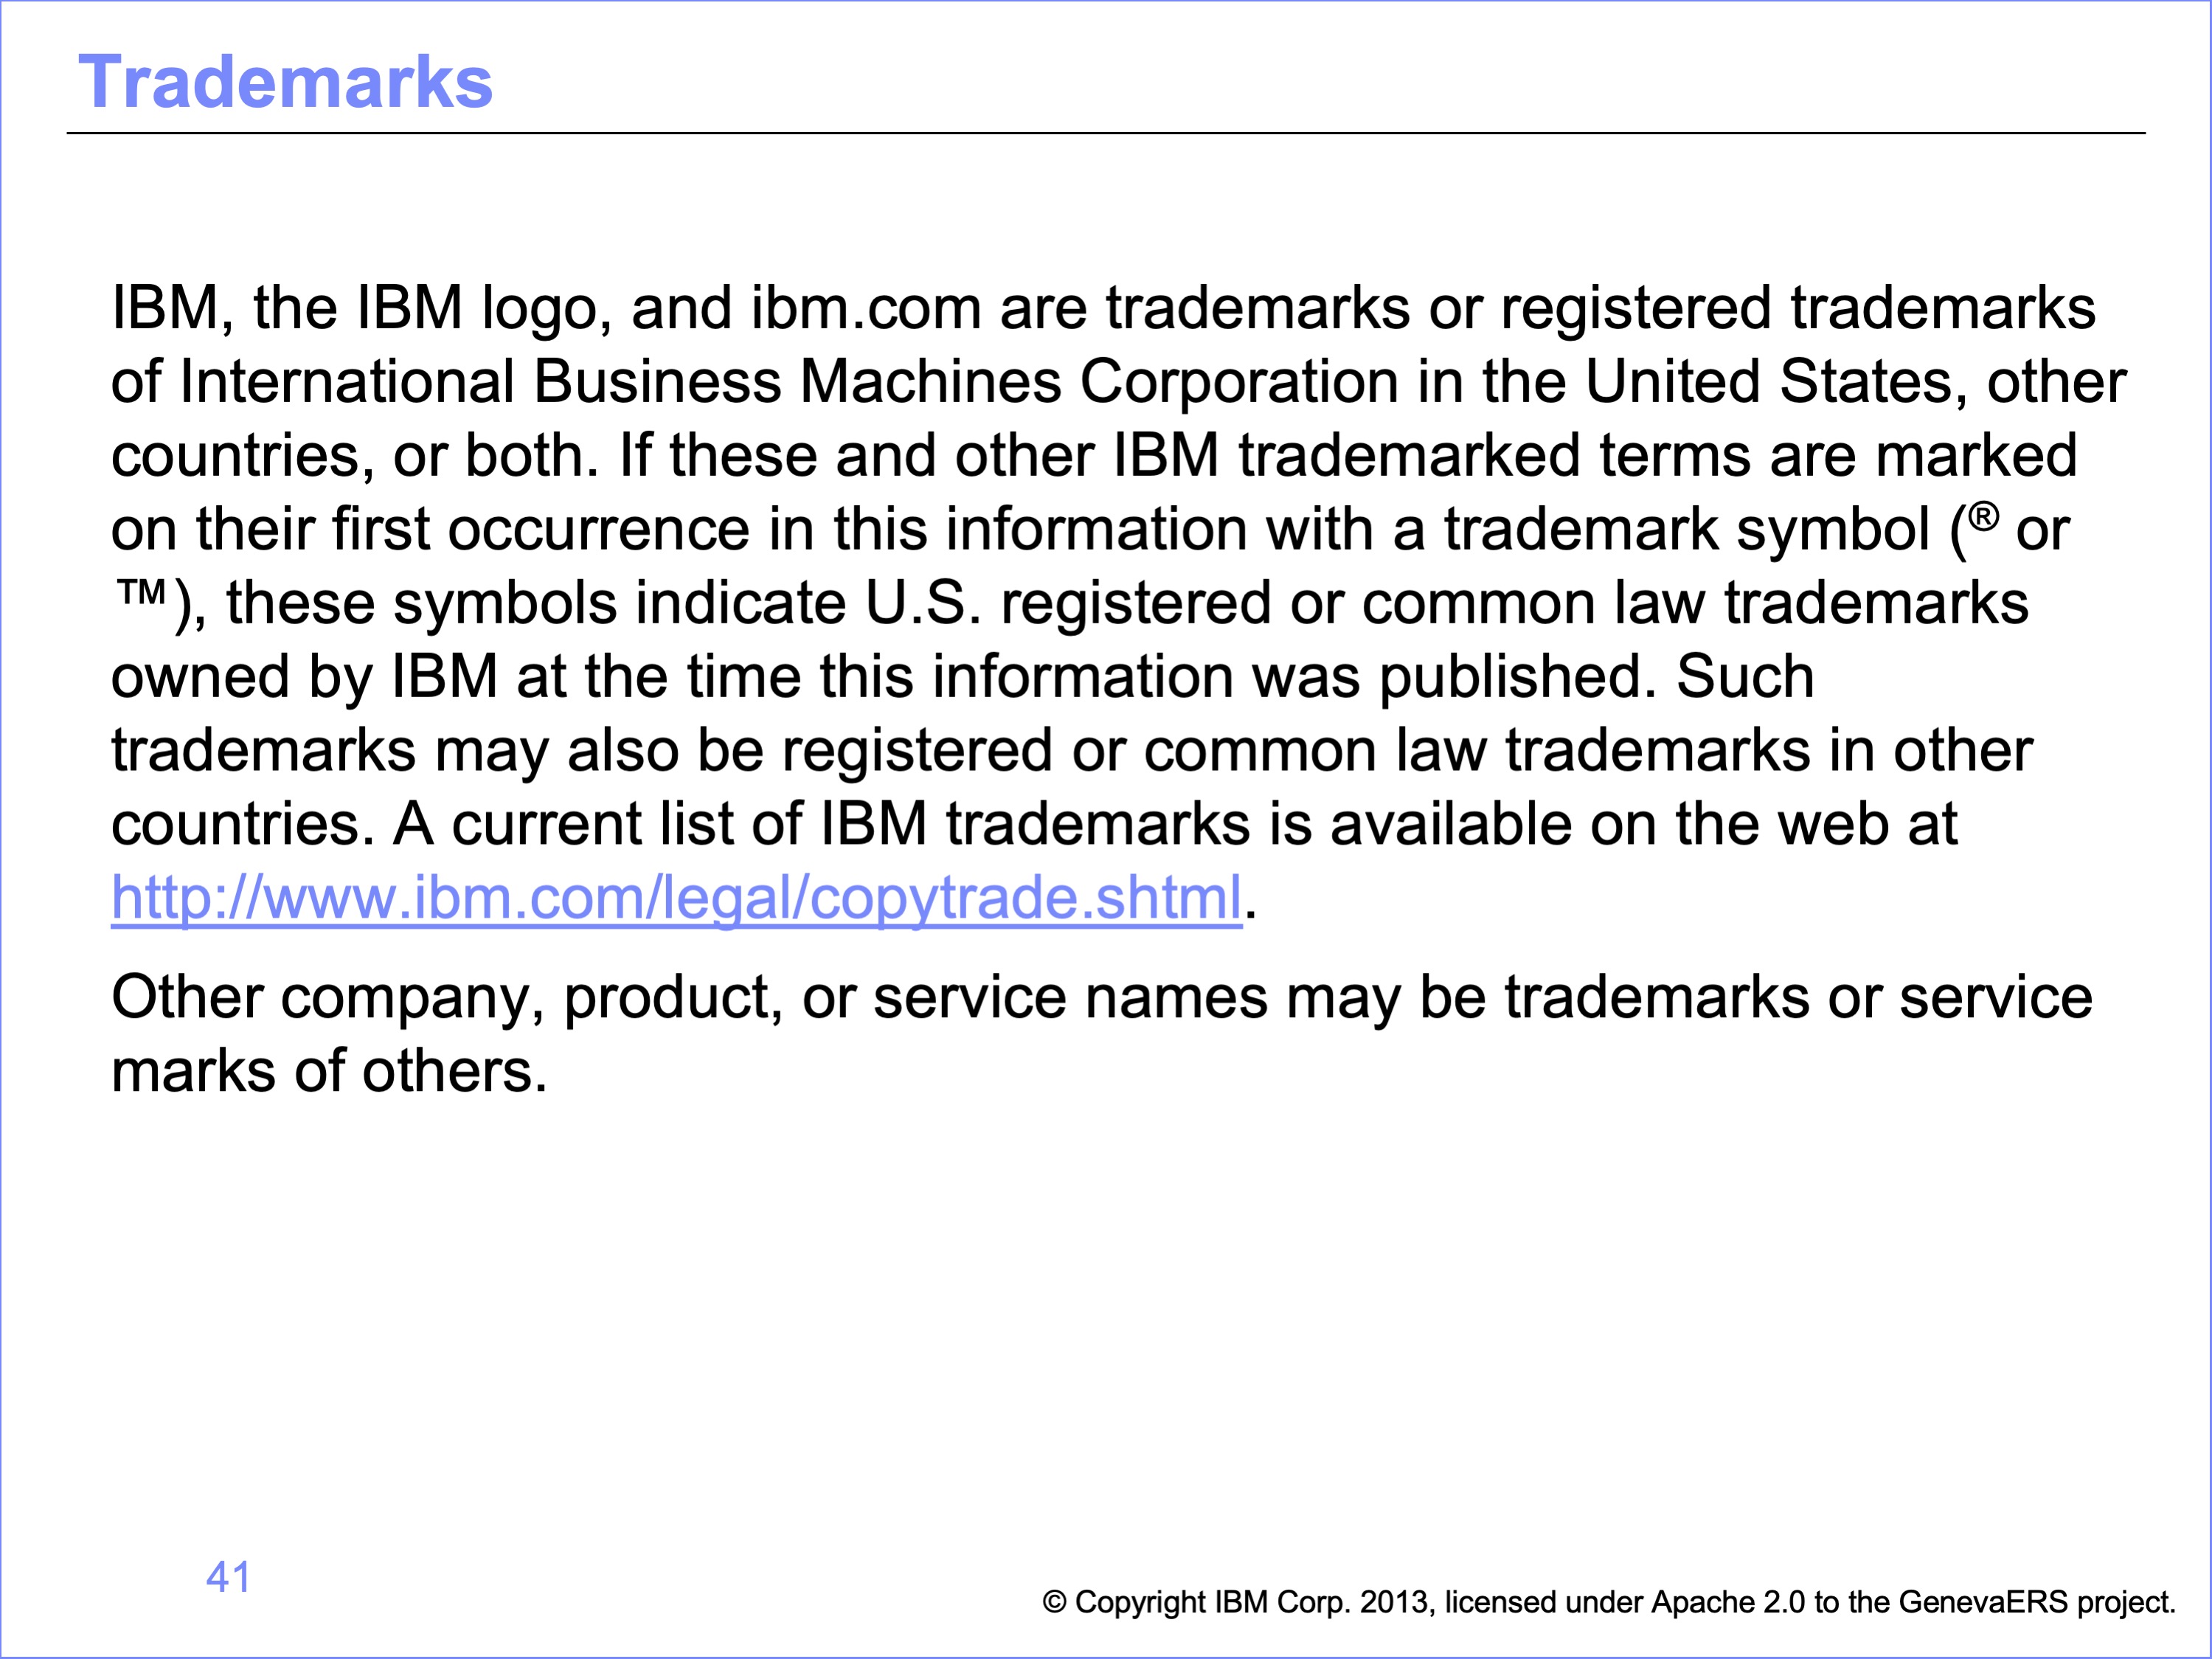 Trademarks
IBM, the IBM logo, and ibm.com are trademarks or registered trademarks
of International Business Machines Corporation in the United States, other
countries, or both. If these and other IBM trademarked terms are marked
on their first occurrence in this information with a trademark symbol (® or
™), these symbols indicate U.S. registered or common law trademarks
owned by IBM at the time this information was published. Such
trademarks may also be registered or common law trademarks in other
countries. A current list of IBM trademarks is available on the web at
http://www.ibm.com/legal/copytrade.shtml.
Other company, product, or service names may be trademarks or service
marks of others.
41
© Copyright IBM Corp. 2013, licensed under Apache 2.0 to the GenevaERS project.